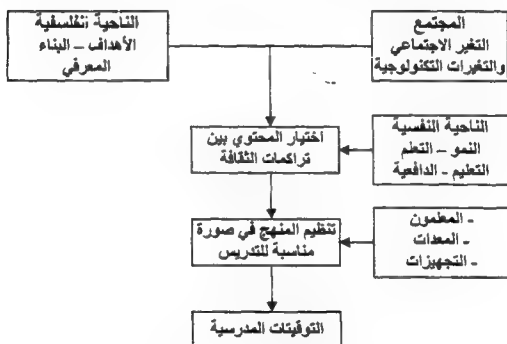 المجتمع
التغير الاجتماعي
والتغيرات التكنولوجية
الناحية الفلسفية
الأهداف – البناء
المعرفي
اختيار المحتوي بين
تراكمات الثقافة
الناحية النفسية
النمو – التعلم
التعليم - الدافعية
تنظيم المنهج في صورة
مناسبة للتدريس
- المعلمون
- المعدات
- التجهيزات
التوقيتات المدرسية